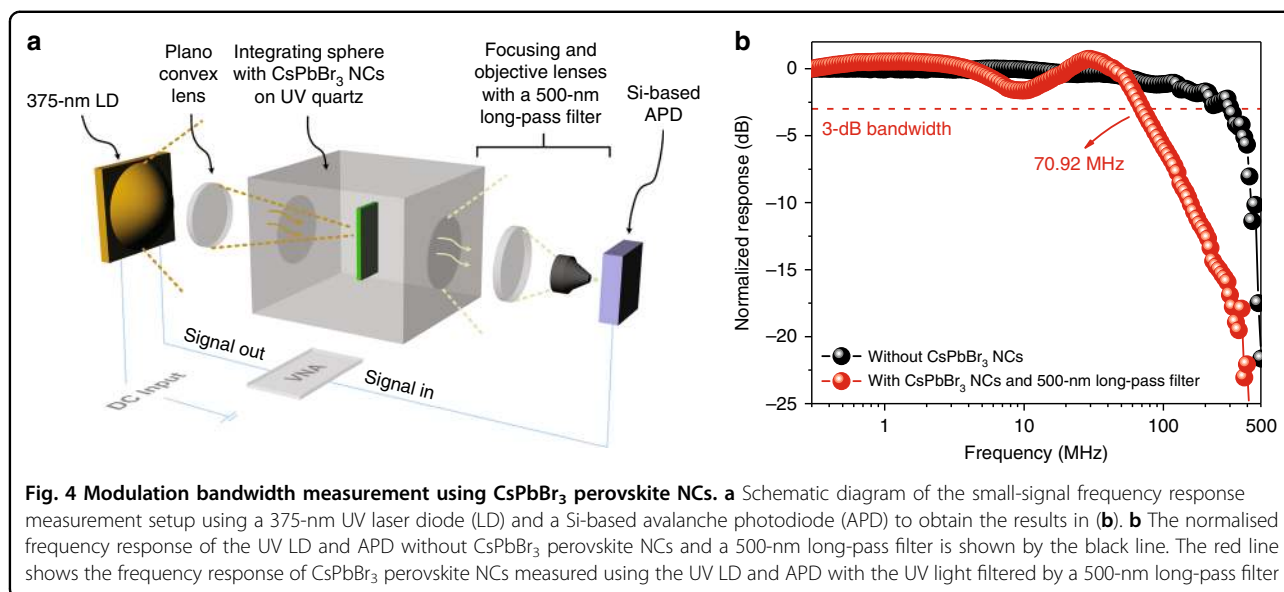 a
Plano
convex
lens
Integrating sphere
with CsPbBr₃ NCs
on UV quartz
Focusing and
objective lenses
with a 500-nm
long-pass filter
Si-based
APD
375-nm LD
Signal out
VNA
Signal in
DC Input
b
Normalized response (dB)
0
–5
–10
–15
–20
–25
3-dB bandwidth
70.92 MHz
Without CsPbBr₃ NCs
With CsPbBr₃ NCs and 500-nm long-pass filter
1
10
100
500
Frequency (MHz)
Fig. 4 Modulation bandwidth measurement using CsPbBr₃ perovskite NCs. a Schematic diagram of the small-signal frequency response
measurement setup using a 375-nm UV laser diode (LD) and a Si-based avalanche photodiode (APD) to obtain the results in (b). b The normalised
frequency response of the UV LD and APD without CsPbBr₃ perovskite NCs and a 500-nm long-pass filter is shown by the black line. The red line
shows the frequency response of CsPbBr₃ perovskite NCs measured using the UV LD and APD with the UV light filtered by a 500-nm long-pass filter